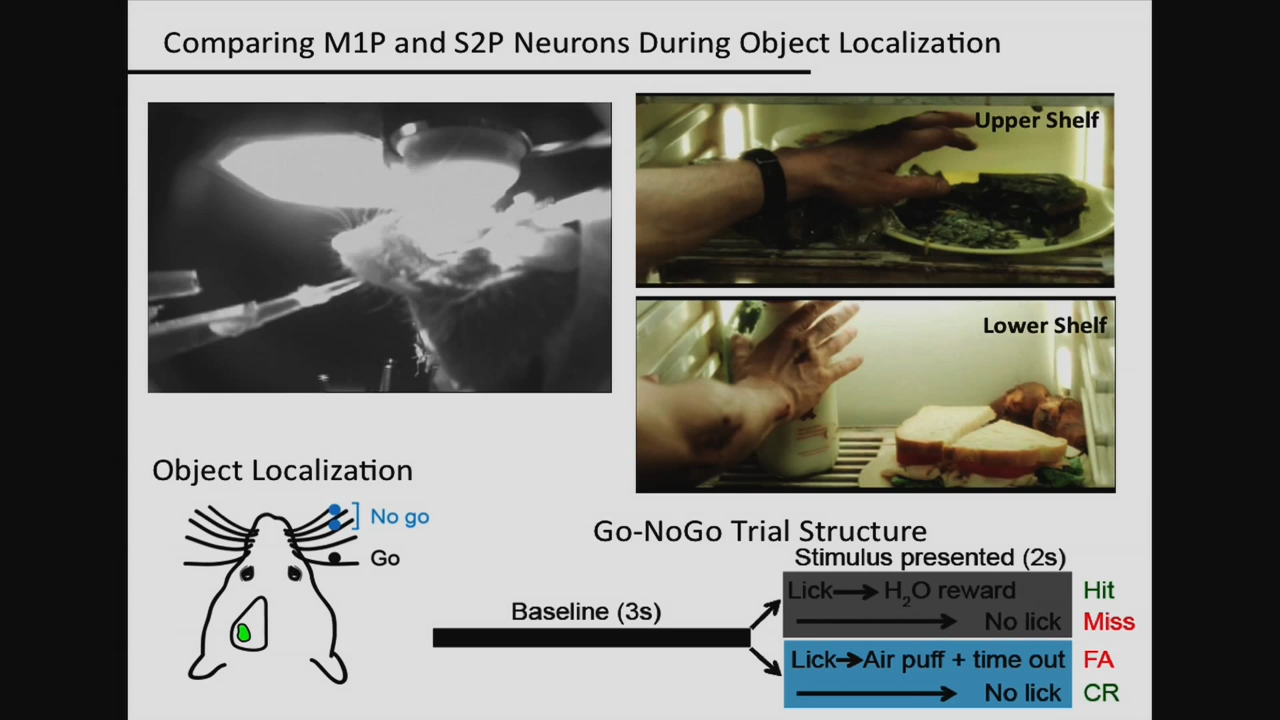 Comparing M1P and S2P Neurons During Object Localization
Upper Shelf
Lower Shelf
Object Localization
No go
Go
Go-NoGo Trial Structure
Stimulus presented (2s)
Baseline (3s)
Lick → H₂O reward
Hit
No lick
Miss
Lick→Air puff + time out
FA
No lick
CR